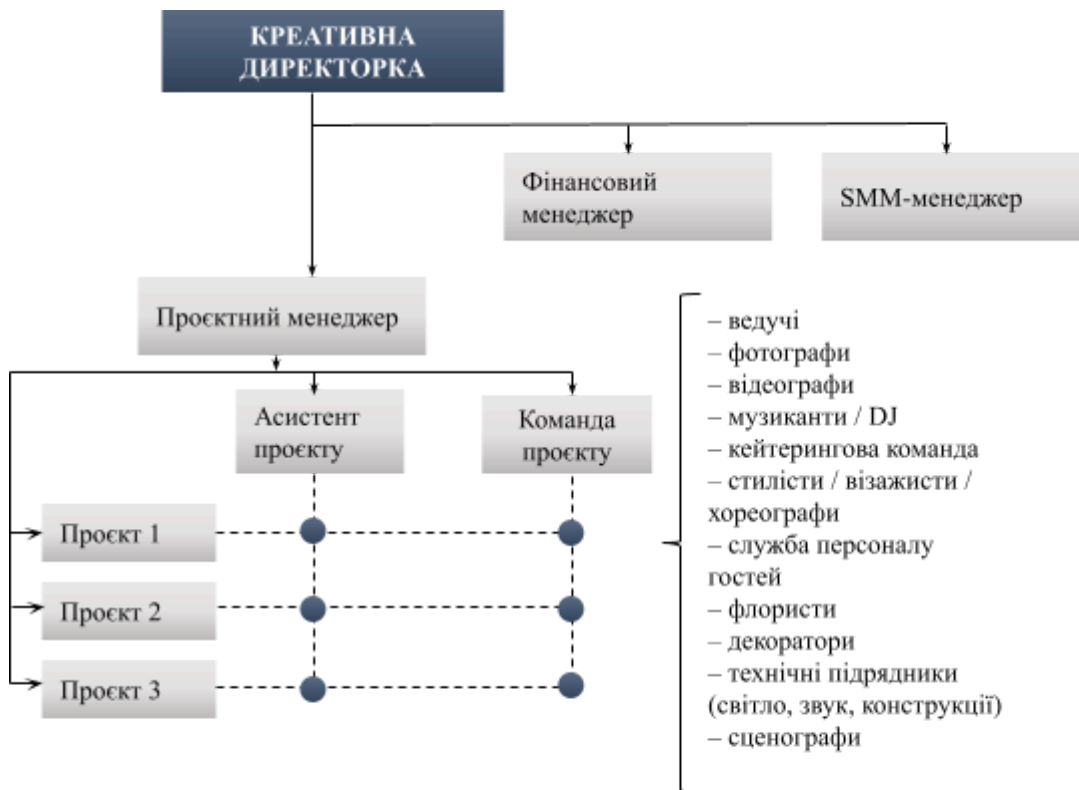 КРЕАТИВНА
ДИРЕКТОРКА
Фінансовий
менеджер
SMM-менеджер
Проєктний менеджер
Асистент
проєкту
Команда
проєкту
Проєкт 1
Проєкт 2
Проєкт 3
– ведучі
– фотографи
– відеографи
– музиканти / DJ
– кейтерингова команда
– стилісти / візажисти /
хореографи
– служба персоналу
гостей
– флористи
– декоратори
– технічні підрядники
(світло, звук, конструкції)
– сценографи